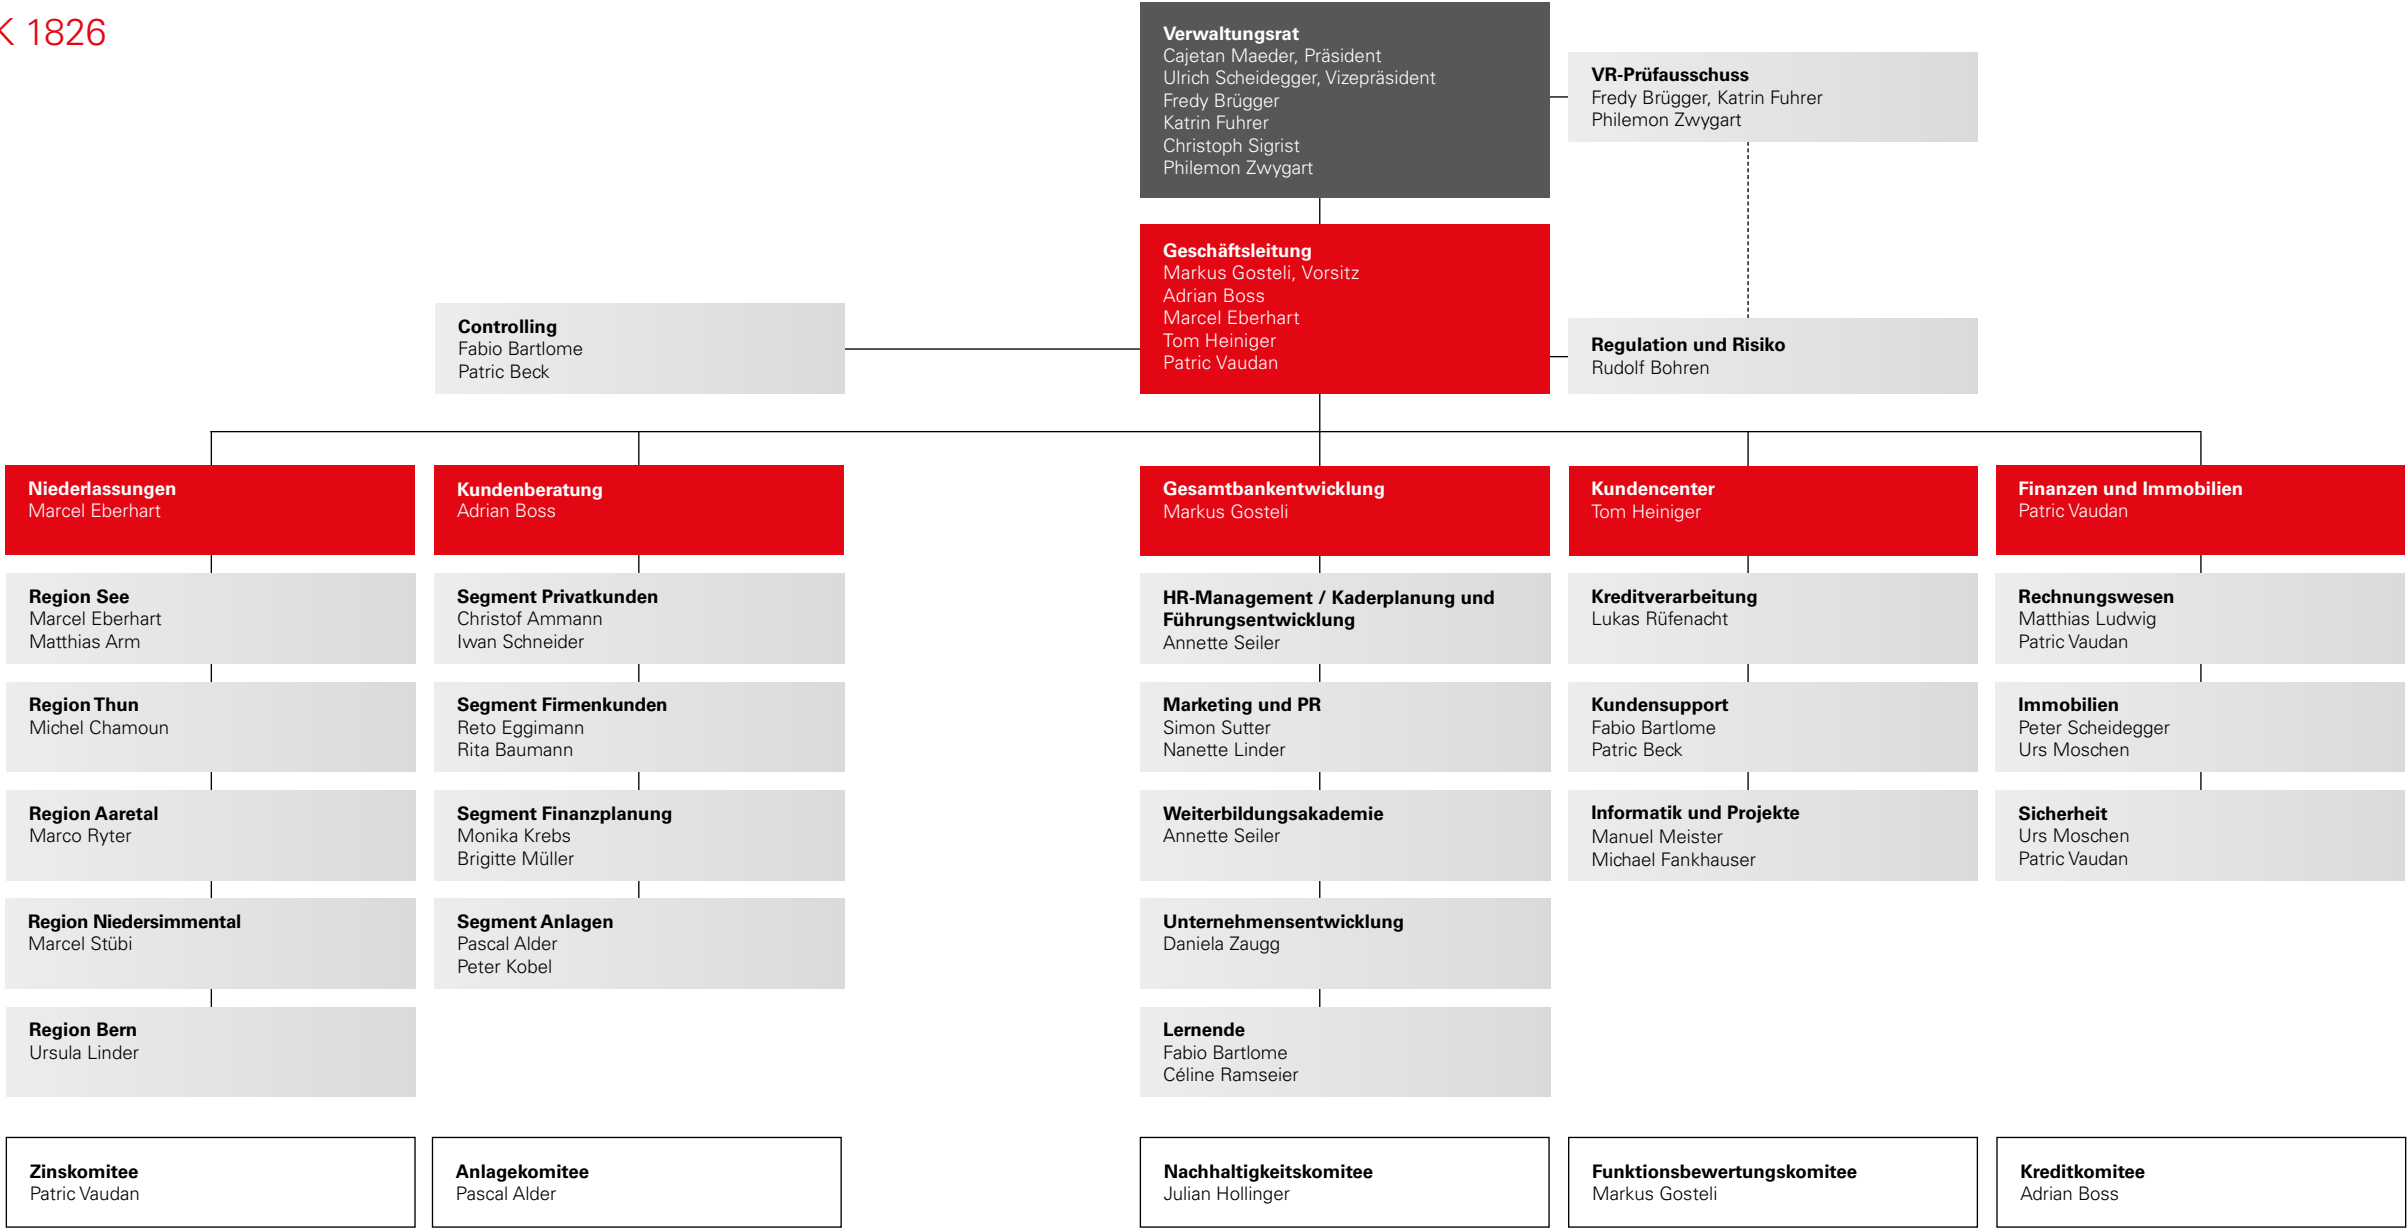 K 1826
Verwaltungsrat
Cajetan Maeder, Präsident
Ulrich Scheidegger, Vizepräsident
Fredy Brügger
Katrin Fuhrer
Christoph Sigrist
Philemon Zwygart
VR-Prüfausschuss
Fredy Brügger, Katrin Fuhrer
Philemon Zwygart
Geschäftsleitung
Markus Gosteli, Vorsitz
Adrian Boss
Marcel Eberhart
Tom Heiniger
Patric Vaudan
Controlling
Fabio Bartlome
Patric Beck
Regulation und Risiko
Rudolf Bohren
Niederlassungen
Marcel Eberhart
Region See
Marcel Eberhart
Matthias Arm
Region Thun
Michel Chamoun
Region Aaretal
Marco Ryter
Region Niedersimmental
Marcel Stübi
Region Bern
Ursula Linder
Kundenberatung
Adrian Boss
Segment Privatkunden
Christof Ammann
Iwan Schneider
Segment Firmenkunden
Reto Eggimann
Rita Baumann
Segment Finanzplanung
Monika Krebs
Brigitte Müller
Segment Anlagen
Pascal Alder
Peter Kobel
Gesamtbankentwicklung
Markus Gosteli
HR-Management / Kaderplanung und
Führungsentwicklung
Annette Seiler
Marketing und PR
Simon Sutter
Nanette Linder
Weiterbildungsakademie
Annette Seiler
Unternehmensentwicklung
Daniela Zaugg
Lernende
Fabio Bartlome
Céline Ramseier
Kundencenter
Tom Heiniger
Kreditverarbeitung
Lukas Rüfenacht
Kundensupport
Fabio Bartlome
Patric Beck
Informatik und Projekte
Manuel Meister
Michael Fankhauser
Finanzen und Immobilien
Patric Vaudan
Rechnungswesen
Matthias Ludwig
Patric Vaudan
Immobilien
Peter Scheidegger
Urs Moschen
Sicherheit
Urs Moschen
Patric Vaudan
Zinskomitee
Patric Vaudan
Anlagekomitee
Pascal Alder
Nachhaltigkeitskomitee
Julian Hollinger
Funktionsbewertungskomitee
Markus Gosteli
Kreditkomitee
Adrian Boss